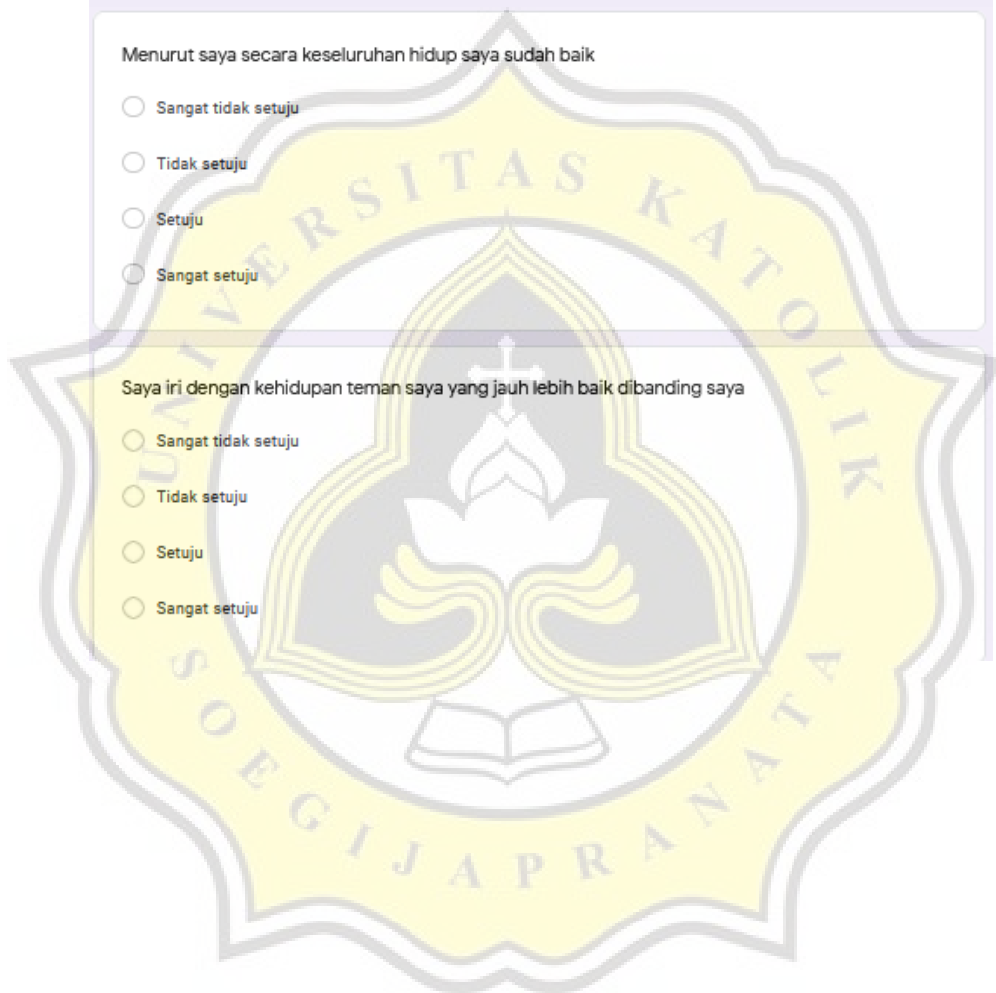 Menurut saya secara keseluruhan hidup saya sudah baik
Sangat tidak setuju
Tidak setuju
Setuju
Sangat setuju
Saya iri dengan kehidupan teman saya yang jauh lebih baik dibanding saya
Sangat tidak setuju
Tidak setuju
Setuju
Sangat setuju
UNIVERSITAS KATOLIK
SOEGIJAPRANATA